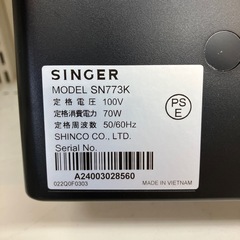 SINGER
MODEL SN773K
定格電圧 100V
定格消費電力 70W
定格周波数 50/60Hz
SHINCO CO., LTD.
Serial No.
A24003028560
022Q0F0303
MADE IN VIETNAM
PS
E